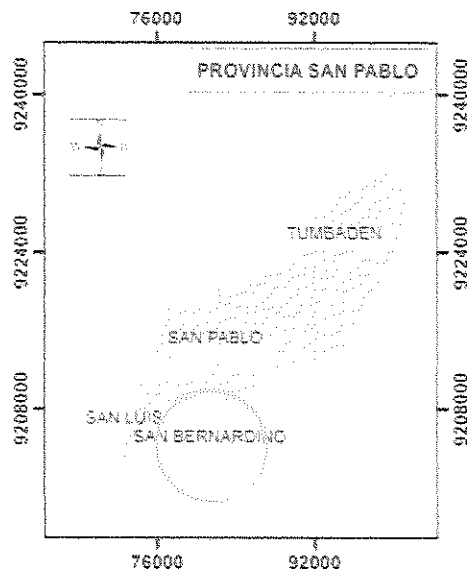 76000 92000
PROVINCIA SAN PABLO
9240000 9240000
TUMBADEN
9224000 9224000
SAN PABLO
9208000 9208000
SAN LUIS
SAN BERNARDINO
76000 92000